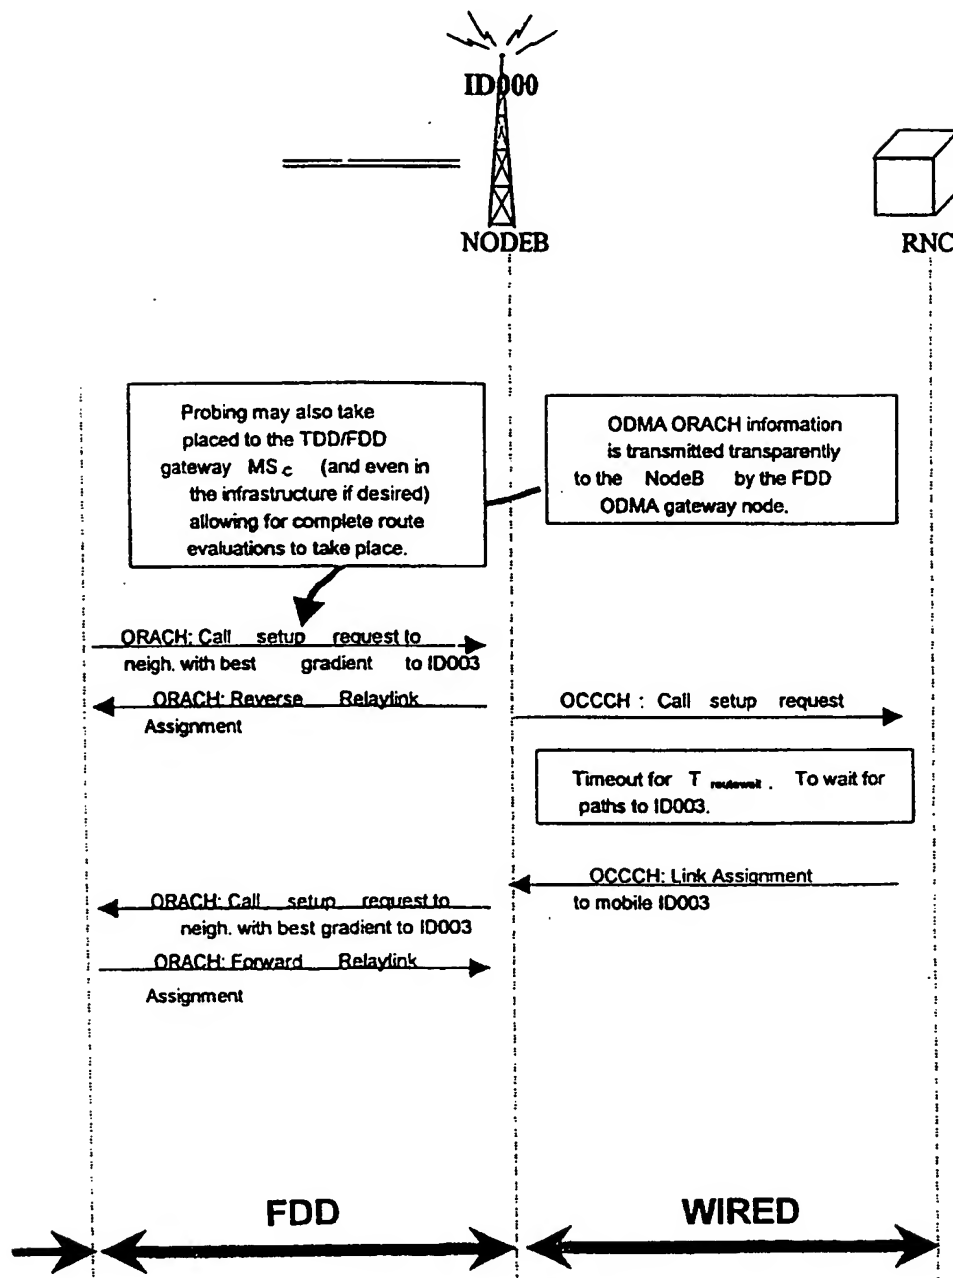 ID000
NODEB
RNC
Probing may also take
placed to the TDD/FDD
gateway MS C (and even in
the infrastructure if desired)
allowing for complete route
evaluations to take place.
ODMA ORACH information
is transmitted transparently
to the NodeB by the FDD
ODMA gateway node.
ORACH: Call setup request to
neigh. with best gradient to ID003
ORACH: Reverse Relaylink
Assignment
OCCCH : Call setup request
Timeout for T routewait . To wait for
paths to ID003.
OCCCH: Link Assignment
to mobile ID003
ORACH: Call setup request to
neigh. with best gradient to ID003
ORACH: Forward Relaylink
Assignment
FDD
WIRED